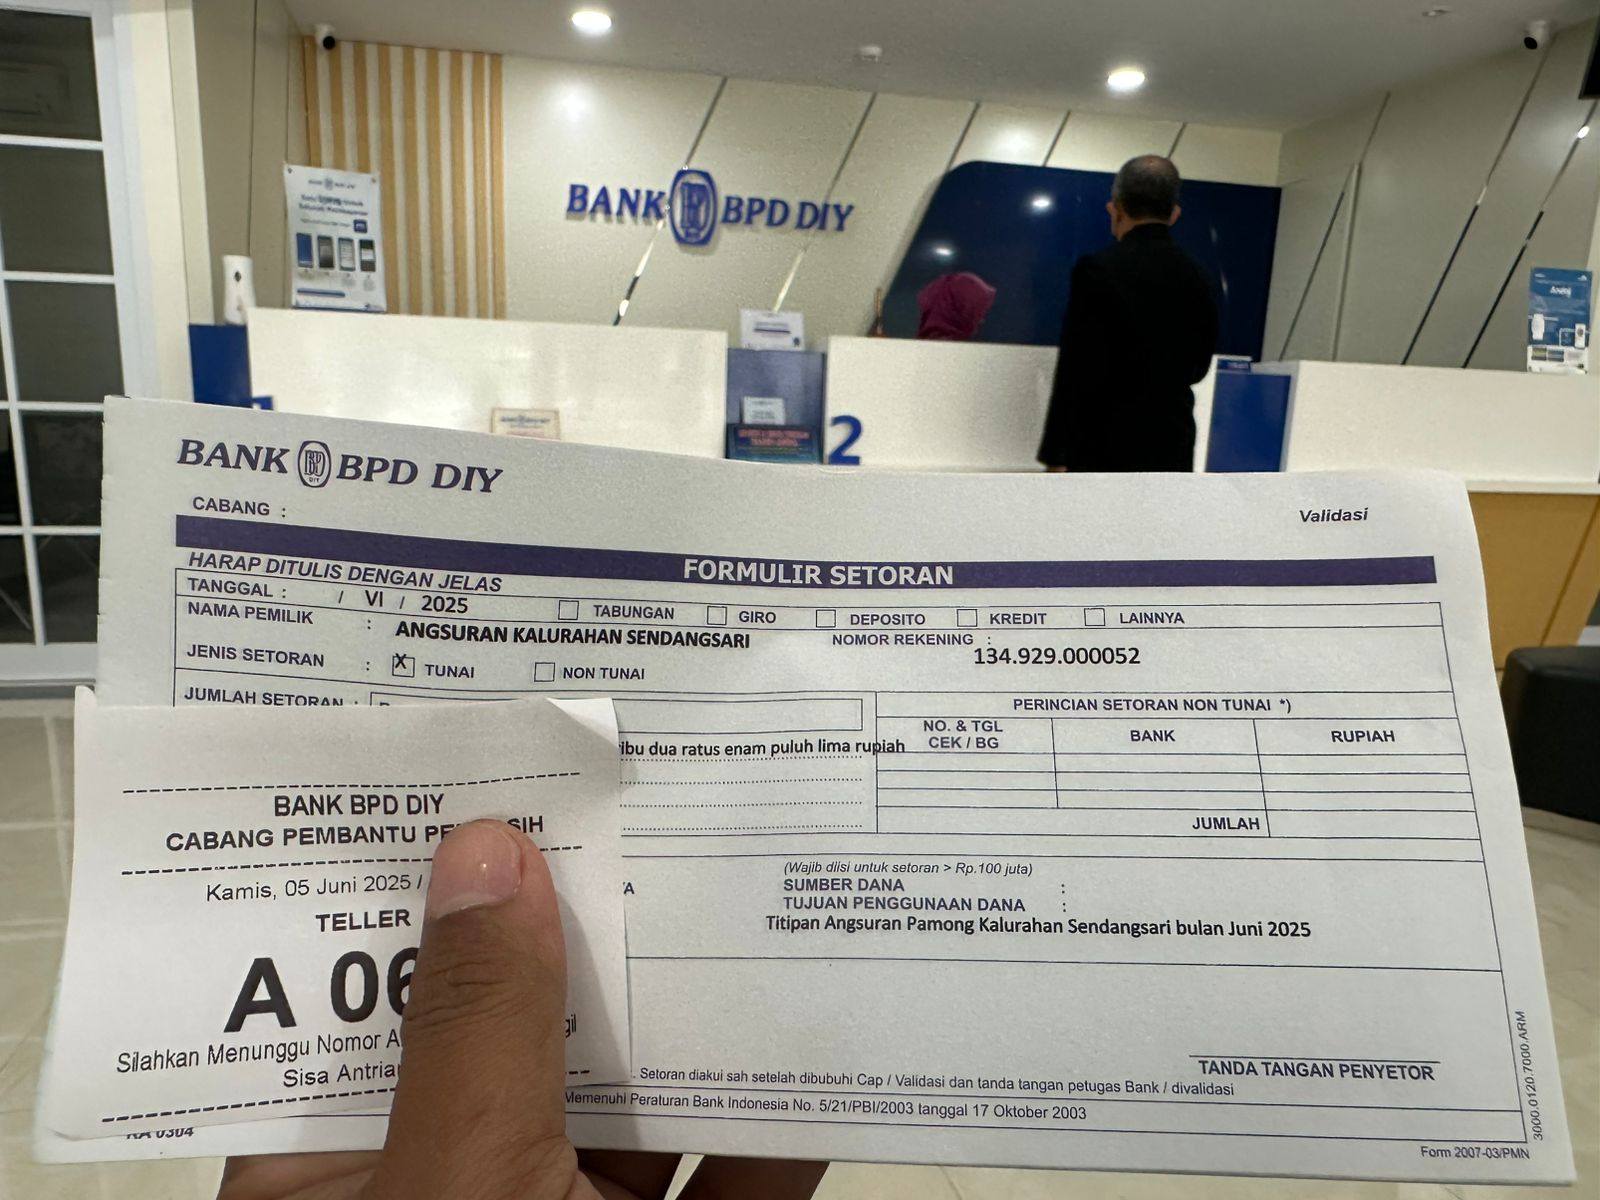 BANK BPD DIY
2
BANK BPD DIY
CABANG :
Validasi
FORMULIR SETORAN
HARAP DITULIS DENGAN JELAS
TANGGAL : / VI / 2025 TABUNGAN GIRO DEPOSITO KREDIT LAINNYA
NAMA PEMILIK : ANGSURAN KALURAHAN SENDANGSARI NOMOR REKENING : 134.929.000052
JENIS SETORAN : X TUNAI NON TUNAI
JUMLAH SETORAN :
ribu dua ratus enam puluh lima rupiah
PERINCIAN SETORAN NON TUNAI *)
NO. & TGL CEK / BG BANK RUPIAH
JUMLAH
(Wajib diisi untuk setoran > Rp.100 juta)
SUMBER DANA :
TUJUAN PENGGUNAAN DANA :
Titipan Angsuran Pamong Kalurahan Sendangsari bulan Juni 2025
TANDA TANGAN PENYETOR
Setoran diakui sah setelah dibubuhi Cap / Validasi dan tanda tangan petugas Bank / divalidasi
Memenuhi Peraturan Bank Indonesia No. 5/21/PBI/2003 tanggal 17 Oktober 2003
RA 0304
Form 2007-03/PMN
3000.0120.7000.ARM
BANK BPD DIY
CABANG PEMBANTU
Kamis, 05 Juni 2025 /
TELLER
A 06
Silahkan Menunggu Nomor
Sisa